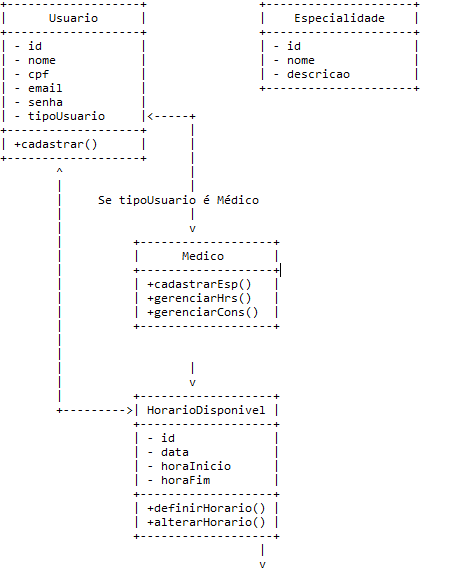 Usuario
- id
- nome
- cpf
- email
- senha
- tipoUsuario
+cadastrar()
Especialidade
- id
- nome
- descricao
Se tipoUsuario é Médico
Medico
+cadastrarEsp()
+gerenciarHrs()
+gerenciarCons()
HorarioDisponivel
- id
- data
- horaInicio
- horaFim
+definirHorario()
+alterarHorario()